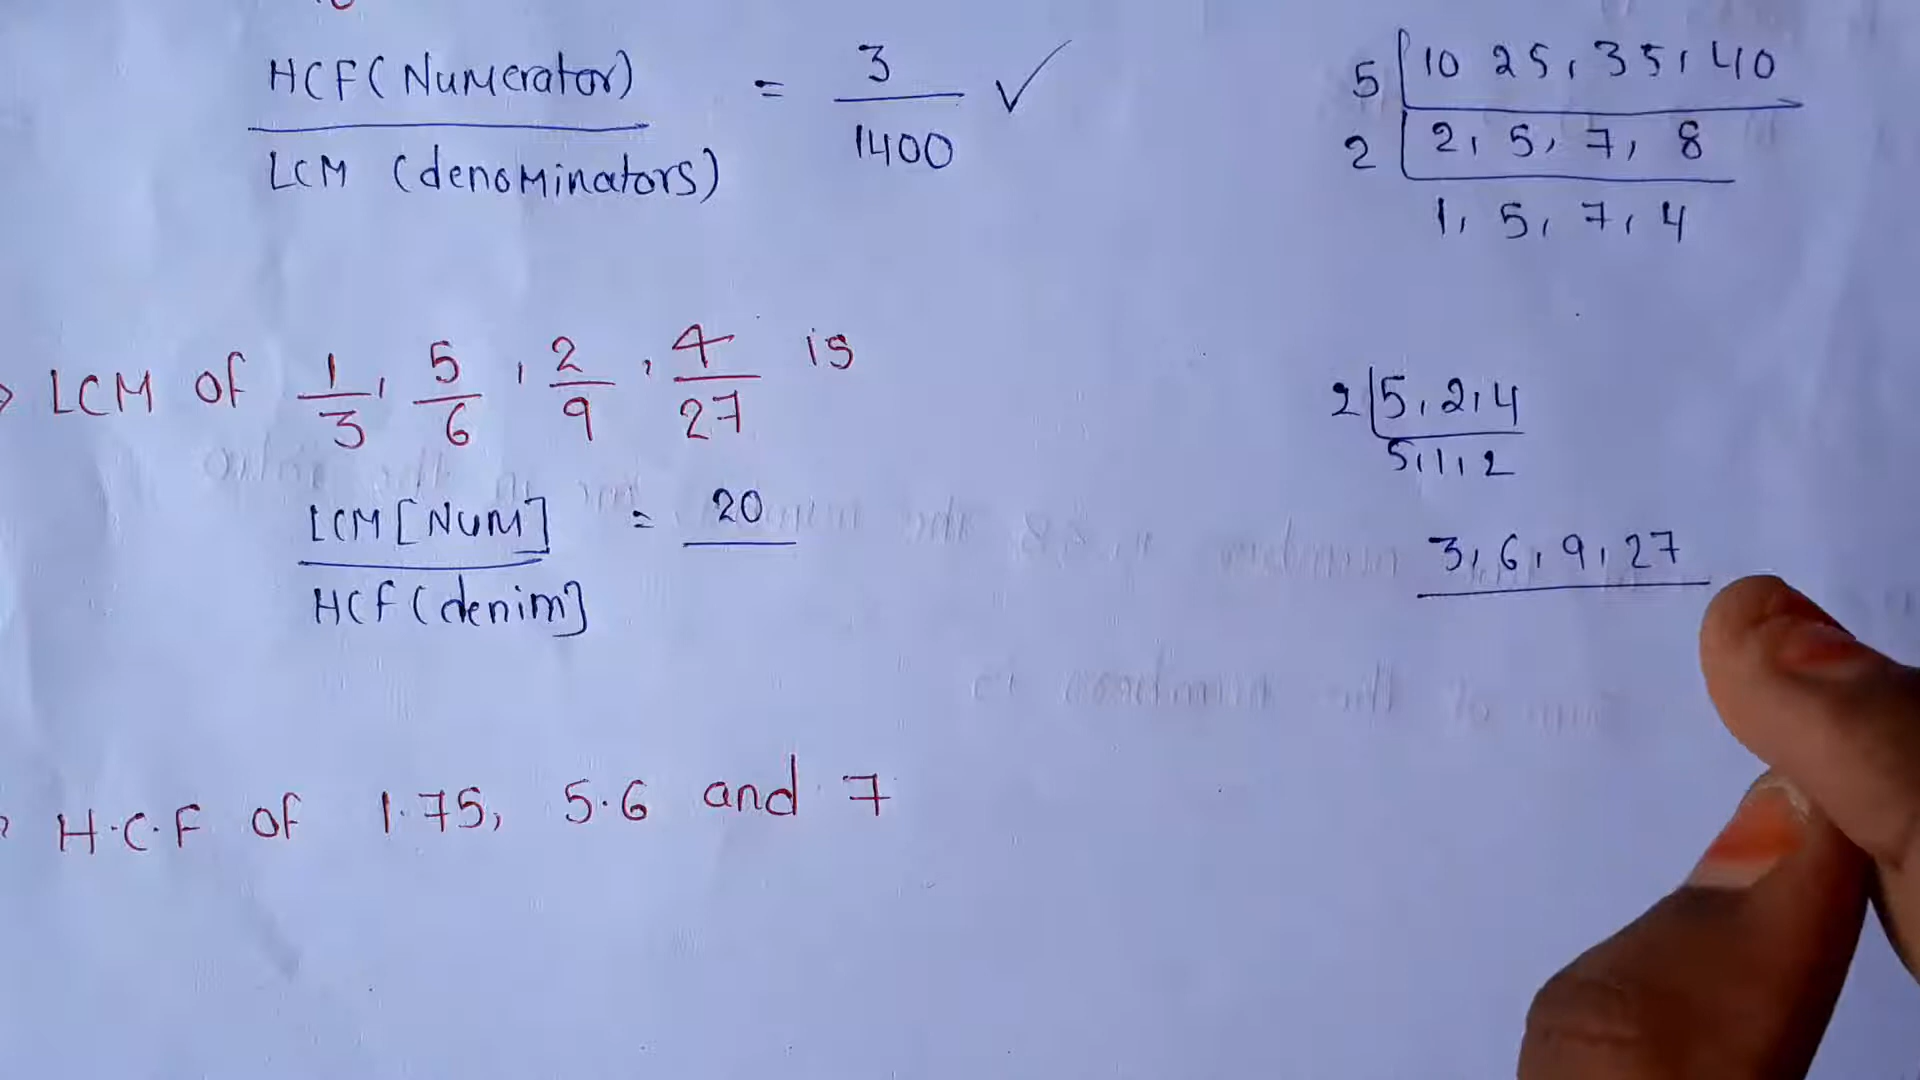 HCF(Numerator) = 3 ✓
LCM (denominators) 1400
5 10 25, 35, 40
2 2, 5, 7, 8
1, 5, 7, 4
LCM of 1/3, 5/6, 2/9, 4/27 is
LCM[Num] = 20
HCF(denim]
2 5, 2, 4
5, 1, 2
3, 6, 9, 27
H.C.F of 1.75, 5.6 and 7